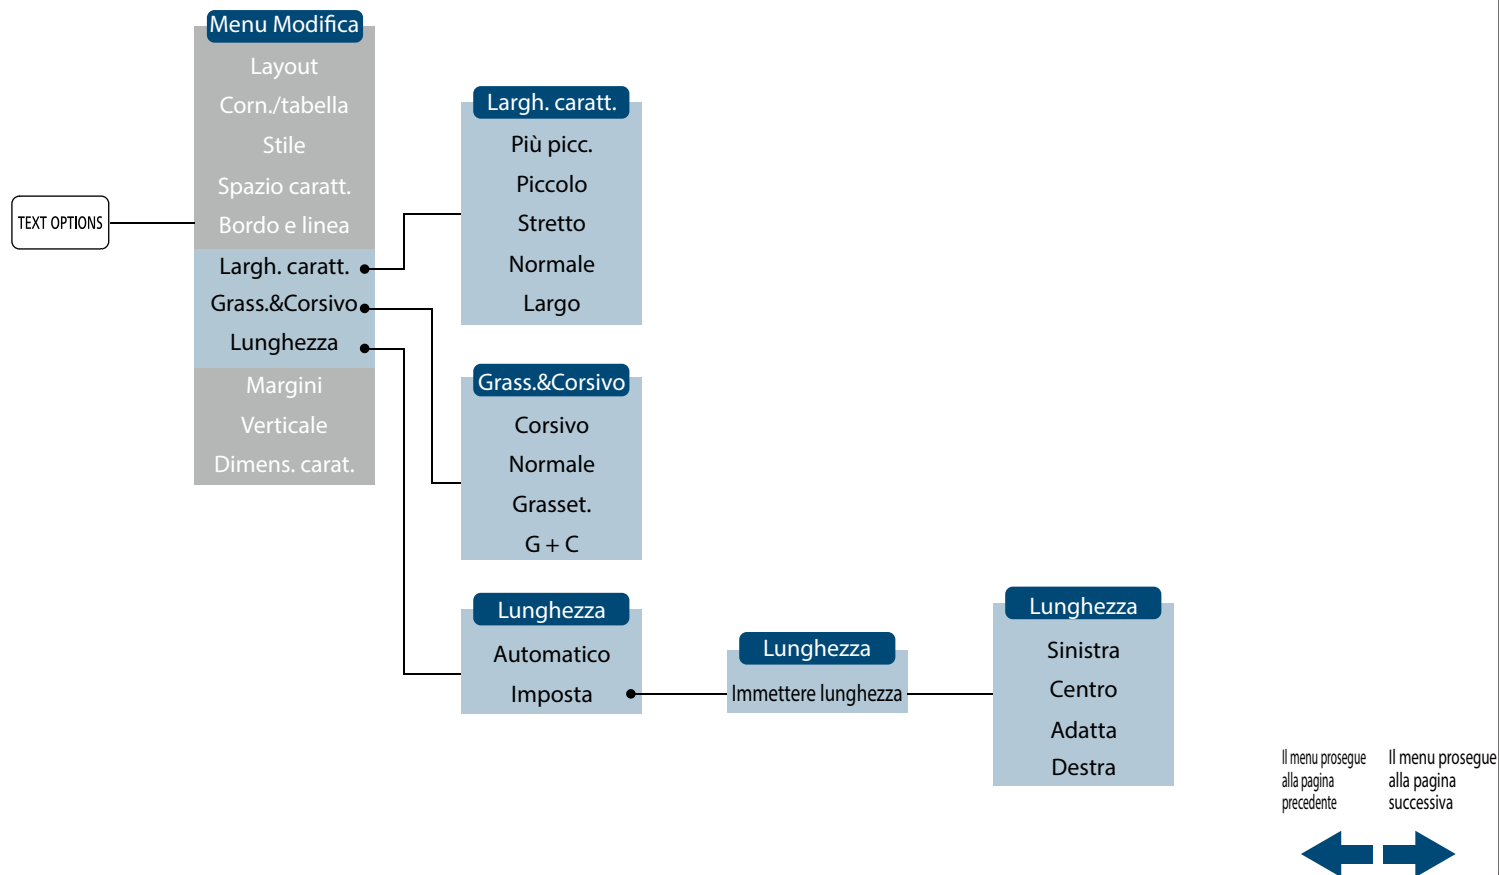 TEXT OPTIONS
Menu Modifica
Layout
Corn./tabella
Stile
Spazio caratt.
Bordo e linea
Largh. caratt.
Grass.&Corsivo
Lunghezza
Margini
Verticale
Dimens. carat.
Largh. caratt.
Più picc.
Piccolo
Stretto
Normale
Largo
Grass.&Corsivo
Corsivo
Normale
Grasset.
G + C
Lunghezza
Automatico
Imposta
Lunghezza
Immettere lunghezza
Lunghezza
Sinistra
Centro
Adatta
Destra
Il menu prosegue
alla pagina
precedente
Il menu prosegue
alla pagina
successiva